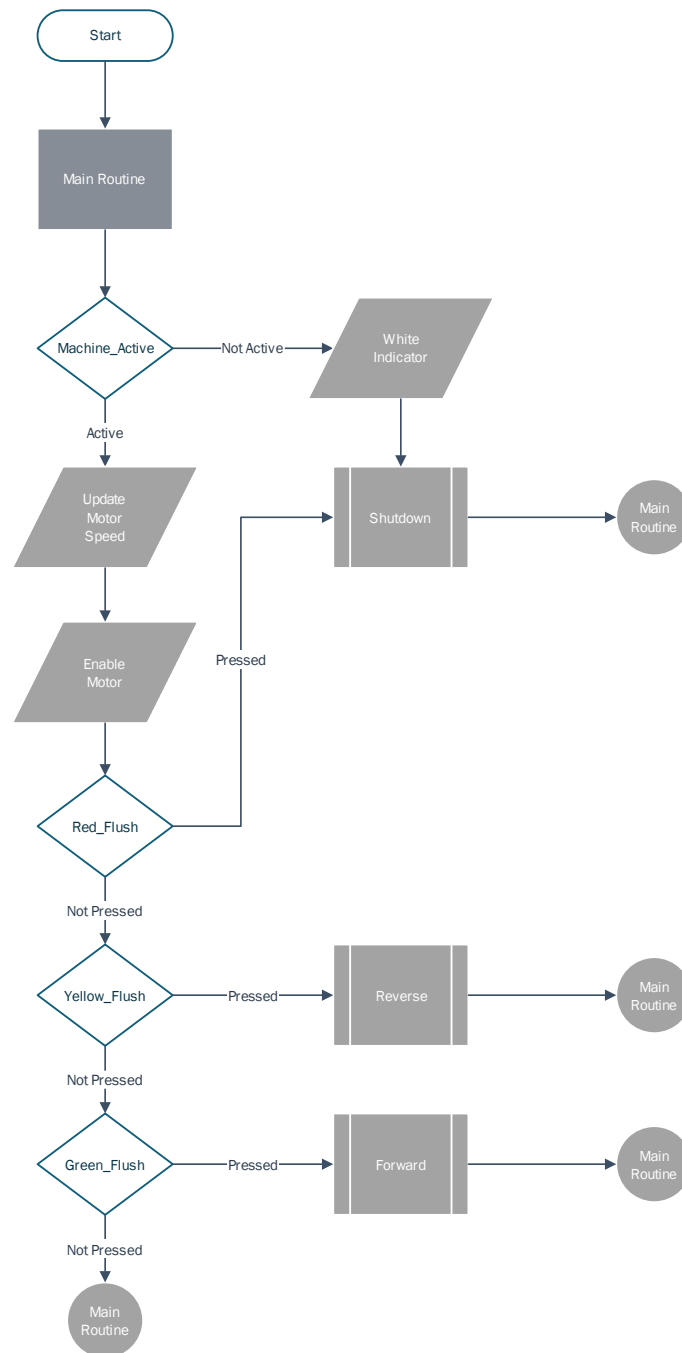 Start
Main Routine
Machine_Active
Not Active
White
Indicator
Active
Update
Motor
Speed
Shutdown
Main
Routine
Enable
Motor
Pressed
Red_Flush
Not Pressed
Yellow_Flush
Pressed
Reverse
Main
Routine
Not Pressed
Green_Flush
Pressed
Forward
Main
Routine
Not Pressed
Main
Routine